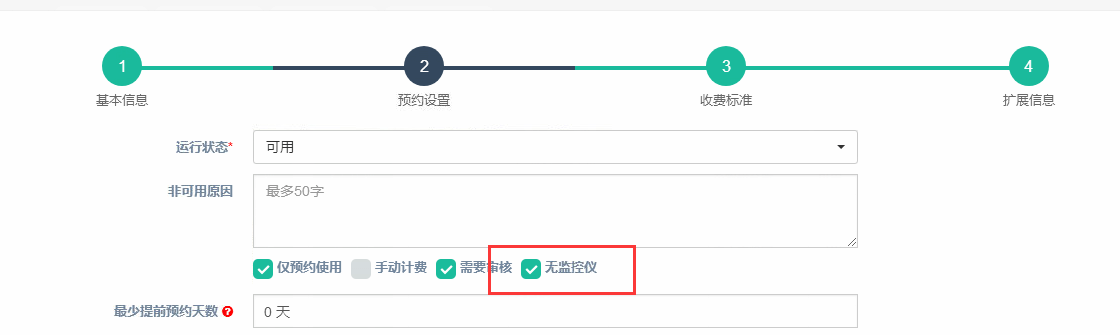 1 2 3 4
基本信息 预约设置 收费标准 扩展信息
运行状态* 可用
非可用原因 最多50字
仅预约使用 手动计费 需要审核 无监控仪
最少提前预约天数 ? 0 天